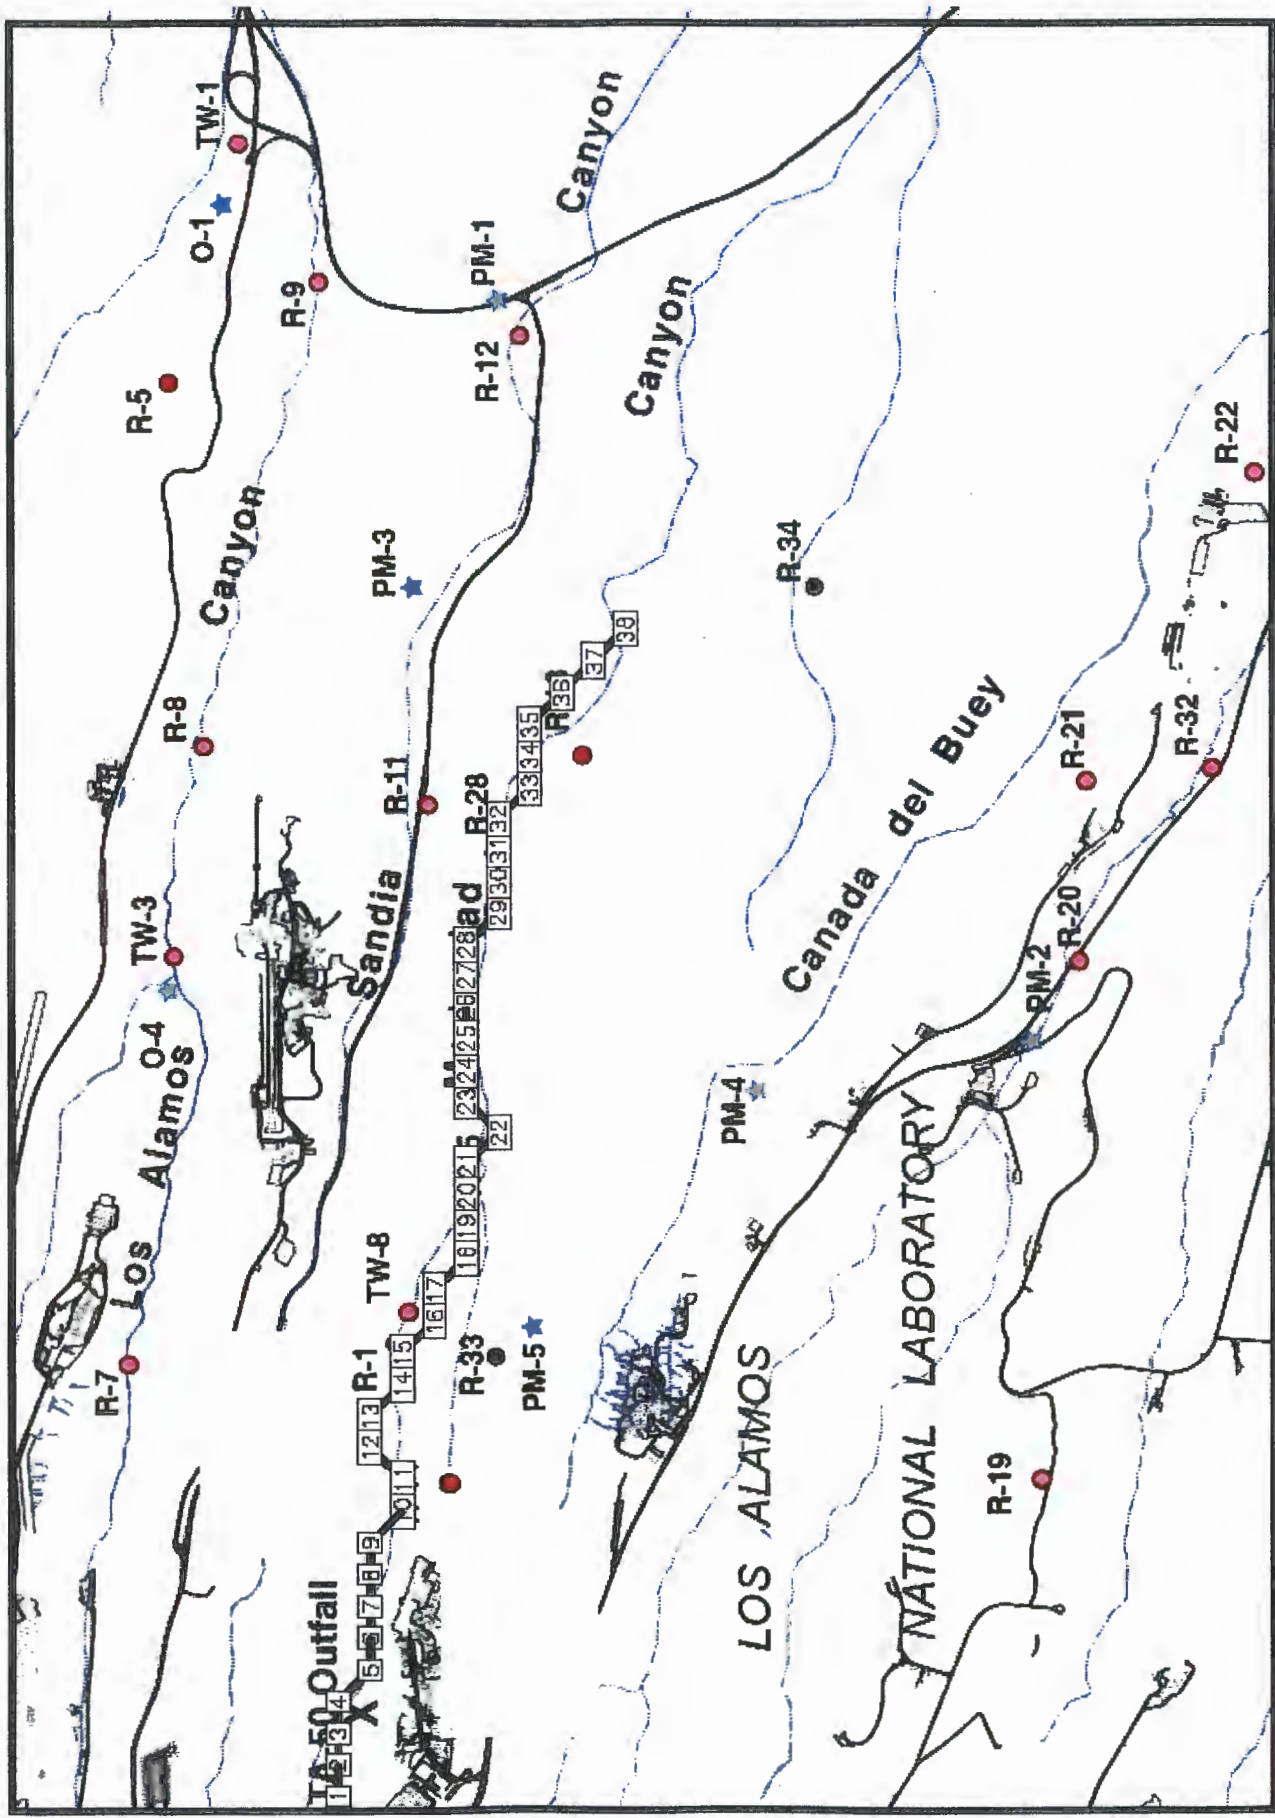 TW-1
O-1
R-9
R-5
PM-1
R-12
Canyon
Canyon
Canyon
PM-3
R-34
R-22
R-8
R-11
R-28
R-21
R-32
TW-3
O-4
Los Alamos
Sandia
Canada del Buey
R-20
PM-2
PM-4
TW-8
R-1
R-33
PM-5
R-7
R-19
LOS ALAMOS
NATIONAL LABORATORY
TA-50 Outfall
X
1 2 3 4
5 6 7 8 9
10 11
12 13
14 15
16 17
18 19 20 21
22
23 24 25 26 27 28
29 30 31 32
33 34 35
36
37
38